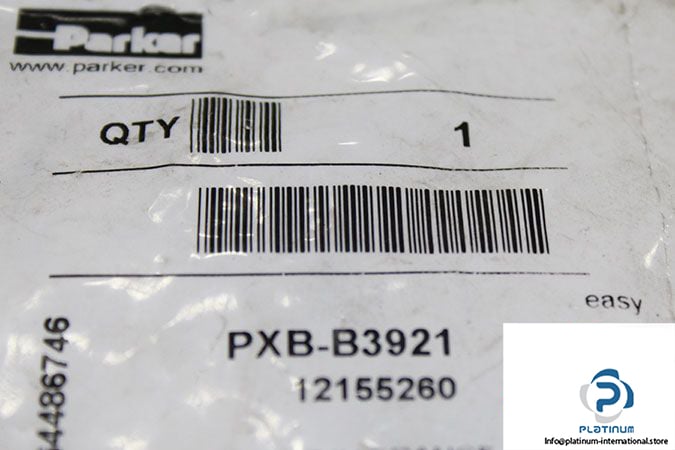 Parker
www.parker.com
QTY 1
easy
PXB-B3921
12155260
4486746
PLATINUM
Info@platinum-international.store